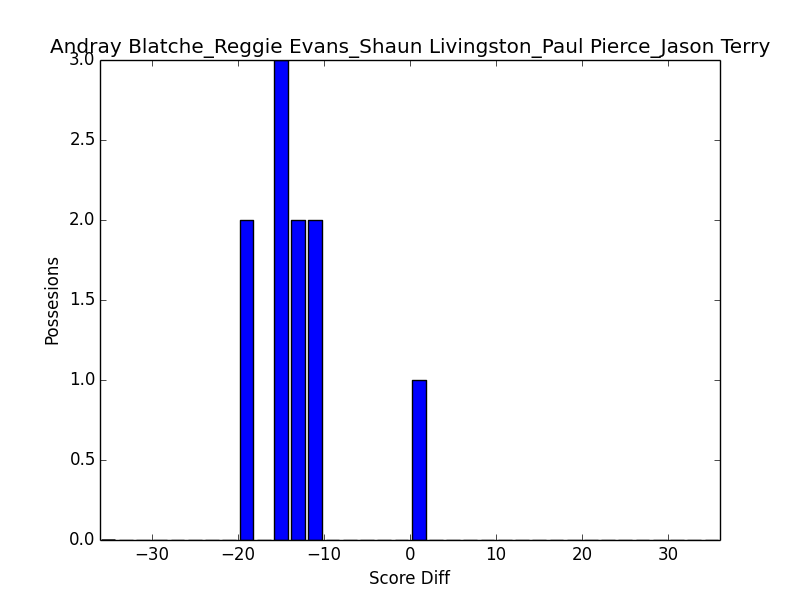 Andray Blatche_Reggie Evans_Shaun Livingston_Paul Pierce_Jason Terry
3.0
2.5
2.0
1.5
1.0
0.5
0.0
Possesions
−30 −20 −10 0 10 20 30
Score Diff